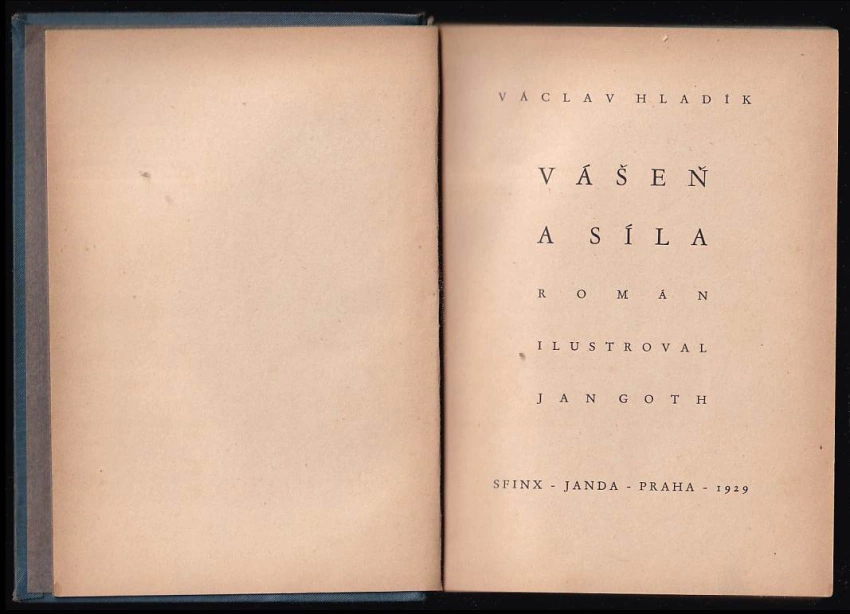 VÁCLAV HLADÍK
VÁŠEŇ
A SÍLA
ROMÁN
ILUSTROVAL
JAN GOTH
SFINX - JANDA - PRAHA - 1929